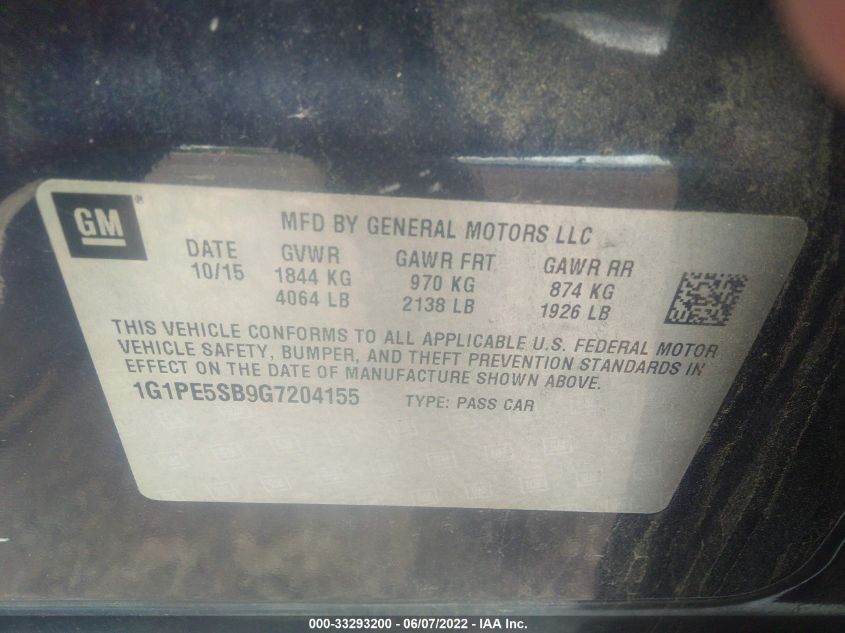 GM ®
MFD BY GENERAL MOTORS LLC
DATE GVWR GAWR FRT GAWR RR
10/15 1844 KG 970 KG 874 KG
4064 LB 2138 LB 1926 LB
THIS VEHICLE CONFORMS TO ALL APPLICABLE U.S. FEDERAL MOTOR
VEHICLE SAFETY, BUMPER, AND THEFT PREVENTION STANDARDS IN
EFFECT ON THE DATE OF MANUFACTURE SHOWN ABOVE.
1G1PE5SB9G7204155 TYPE: PASS CAR
000-33293200 - 06/07/2022 - IAA Inc.